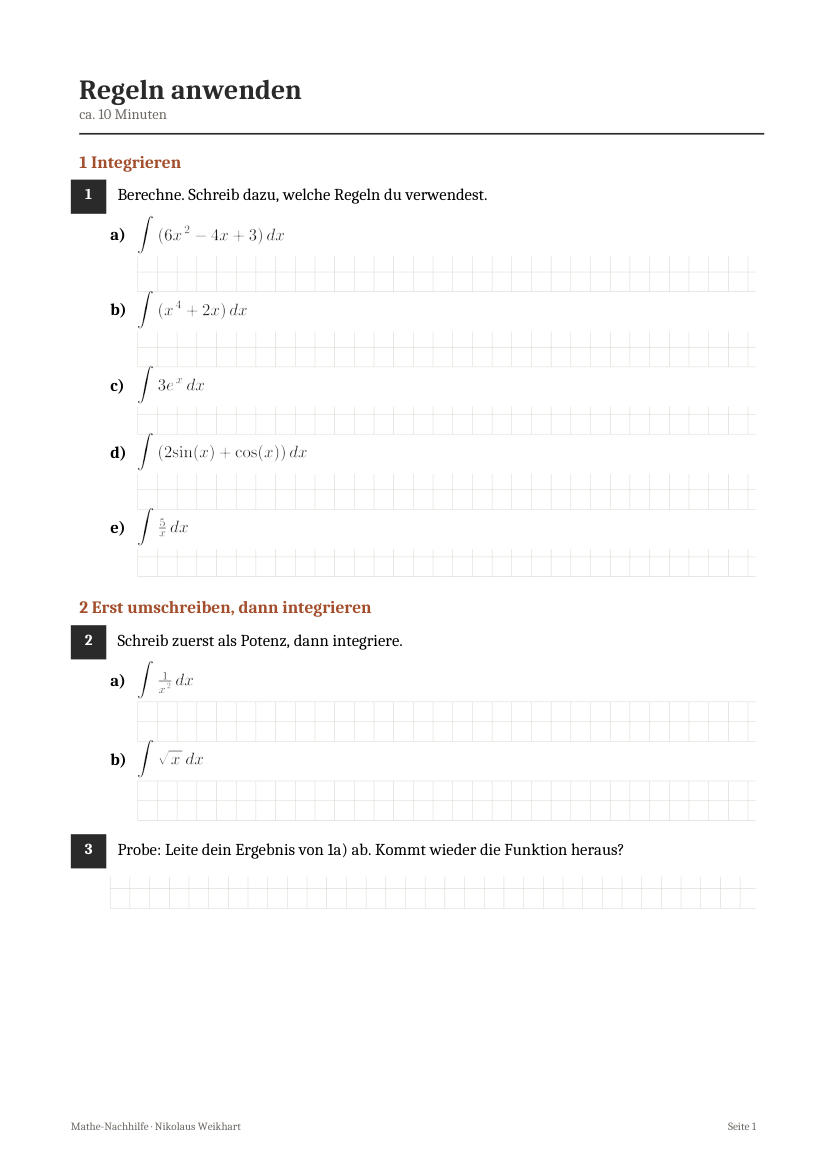 Regeln anwenden
ca. 10 Minuten
1 Integrieren
1 Berechne. Schreib dazu, welche Regeln du verwendest.
a) ∫ (6x² − 4x + 3) dx
b) ∫ (x⁴ + 2x) dx
c) ∫ 3eˣ dx
d) ∫ (2sin(x) + cos(x)) dx
e) ∫ 5/x dx
2 Erst umschreiben, dann integrieren
2 Schreib zuerst als Potenz, dann integriere.
a) ∫ 1/x² dx
b) ∫ √x dx
3 Probe: Leite dein Ergebnis von 1a) ab. Kommt wieder die Funktion heraus?
Mathe-Nachhilfe · Nikolaus Weikhart Seite 1